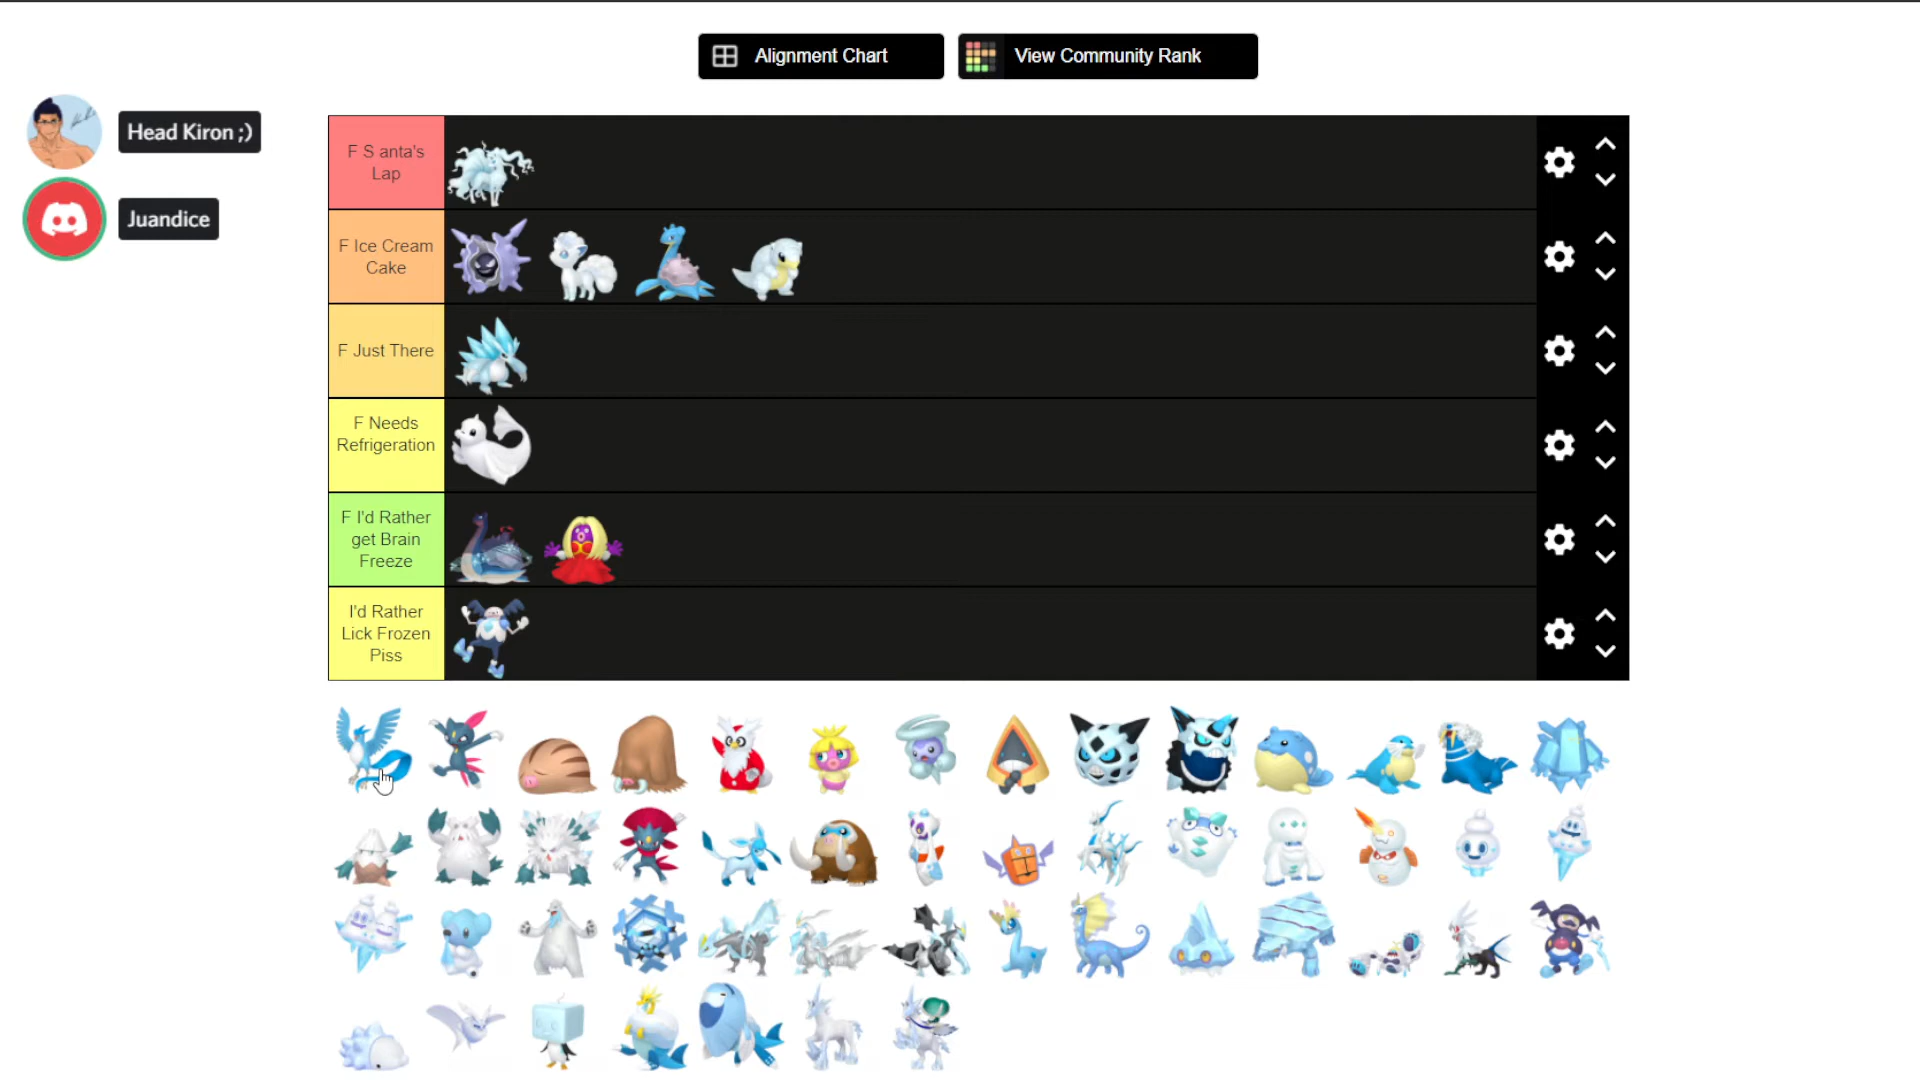 Alignment Chart
View Community Rank
Head Kiron ;)
Juandice
F S anta's
Lap
F Ice Cream
Cake
F Just There
F Needs
Refrigeration
F I'd Rather
get Brain
Freeze
I'd Rather
Lick Frozen
Piss